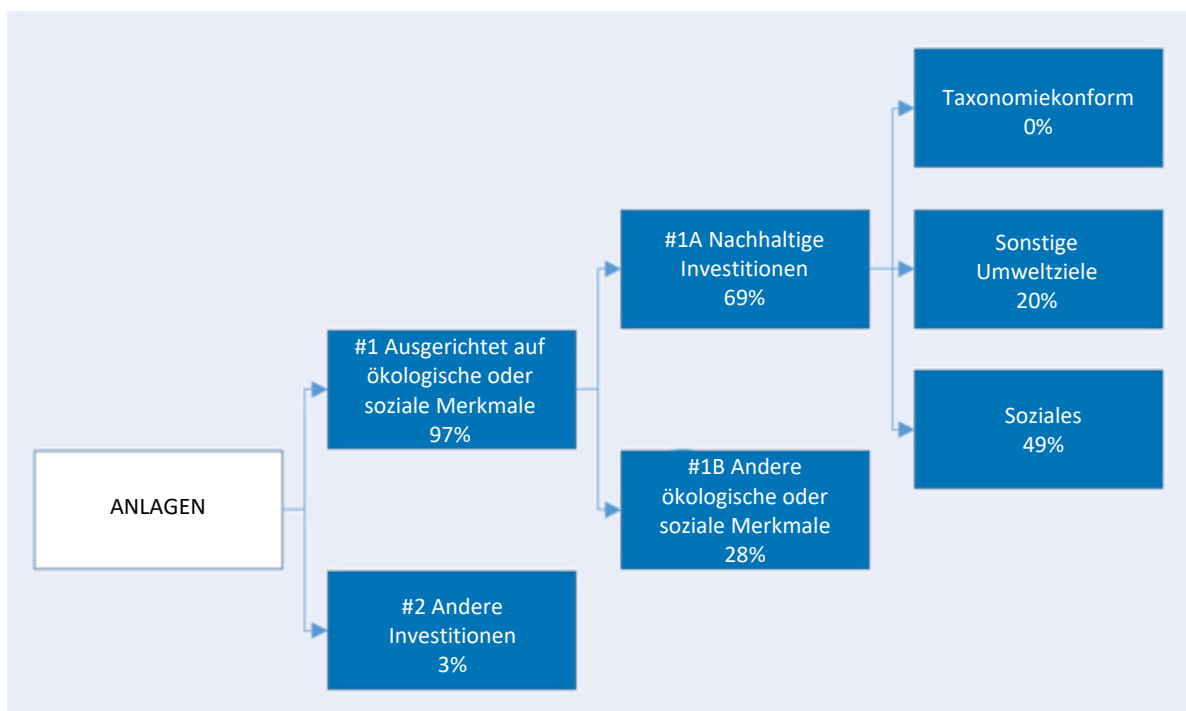 Taxonomiekonform
0%
#1A Nachhaltige
Investitionen
69%
Sonstige
Umweltziele
20%
#1 Ausgerichtet auf
ökologische oder
soziale Merkmale
97%
Soziales
49%
ANLAGEN
#1B Andere
ökologische oder
soziale Merkmale
28%
#2 Andere
Investitionen
3%